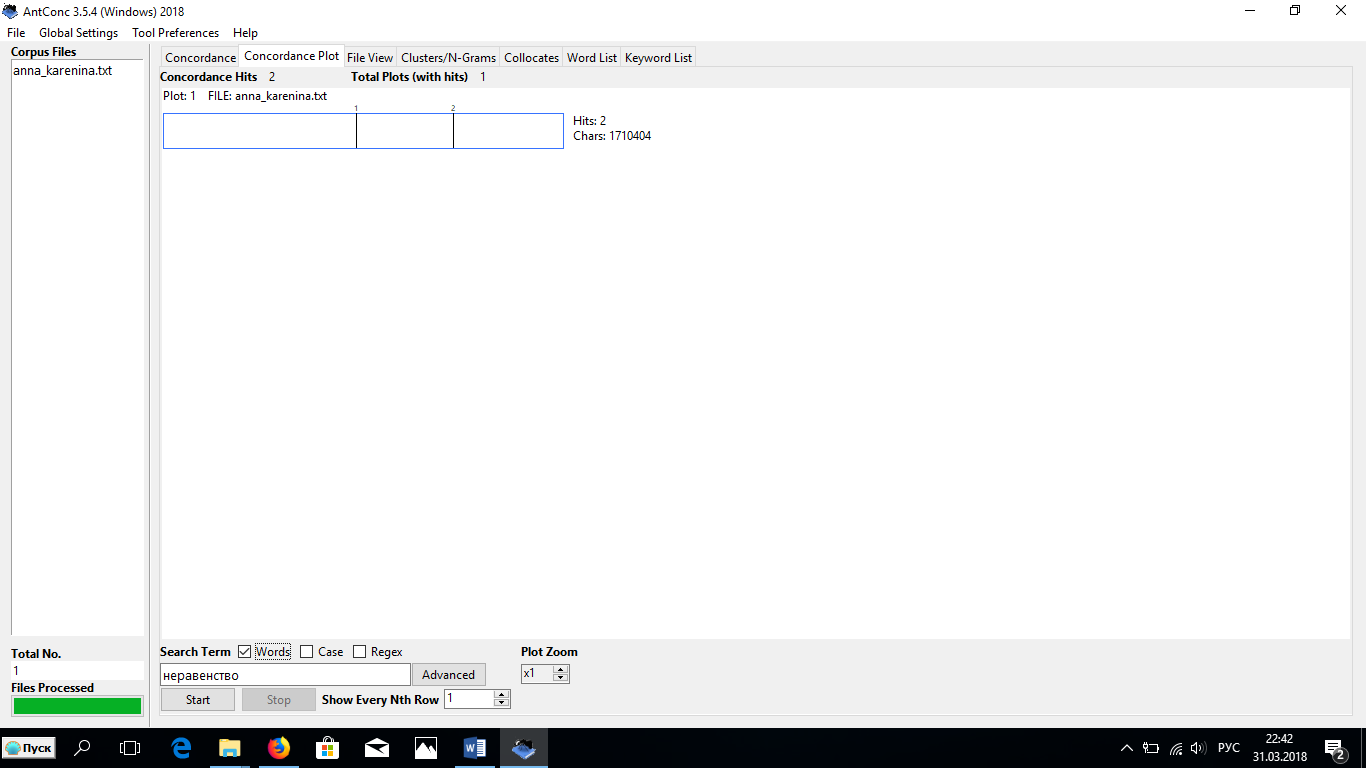 AntConc 3.5.4 (Windows) 2018
File Global Settings Tool Preferences Help
Corpus Files
anna_karenina.txt
Concordance Concordance Plot File View Clusters/N-Grams Collocates Word List Keyword List
Concordance Hits 2 Total Plots (with hits) 1
Plot: 1 FILE: anna_karenina.txt
1 2
Hits: 2
Chars: 1710404
Total No.
1
Files Processed
Search Term Words Case Regex Plot Zoom
неравенство Advanced x1
Start Stop Show Every Nth Row 1
Пуск РУС 22:42
31.03.2018 2